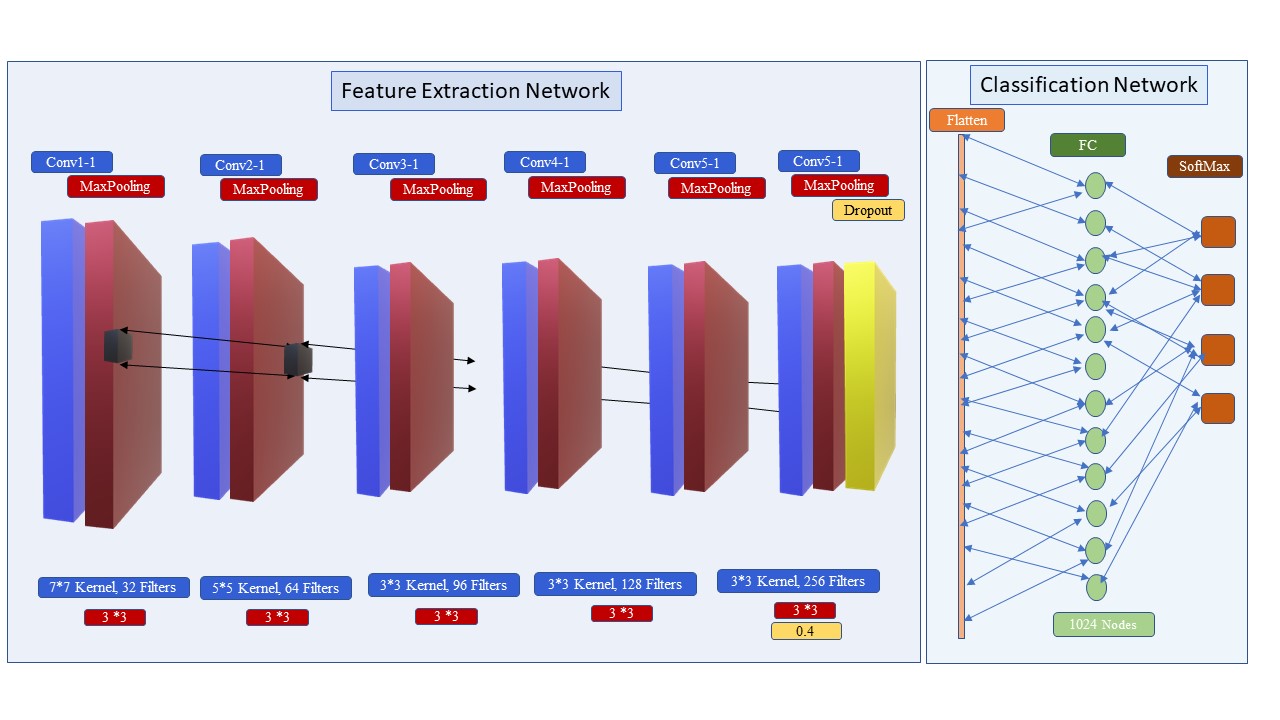 Feature Extraction Network
Conv1-1
MaxPooling
Conv2-1
MaxPooling
Conv3-1
MaxPooling
Conv4-1
MaxPooling
Conv5-1
MaxPooling
Conv5-1
MaxPooling
Dropout
7*7 Kernel, 32 Filters
3 *3
5*5 Kernel, 64 Filters
3 *3
3*3 Kernel, 96 Filters
3 *3
3*3 Kernel, 128 Filters
3 *3
3*3 Kernel, 256 Filters
3 *3
0.4
Classification Network
Flatten
FC
SoftMax
1024 Nodes